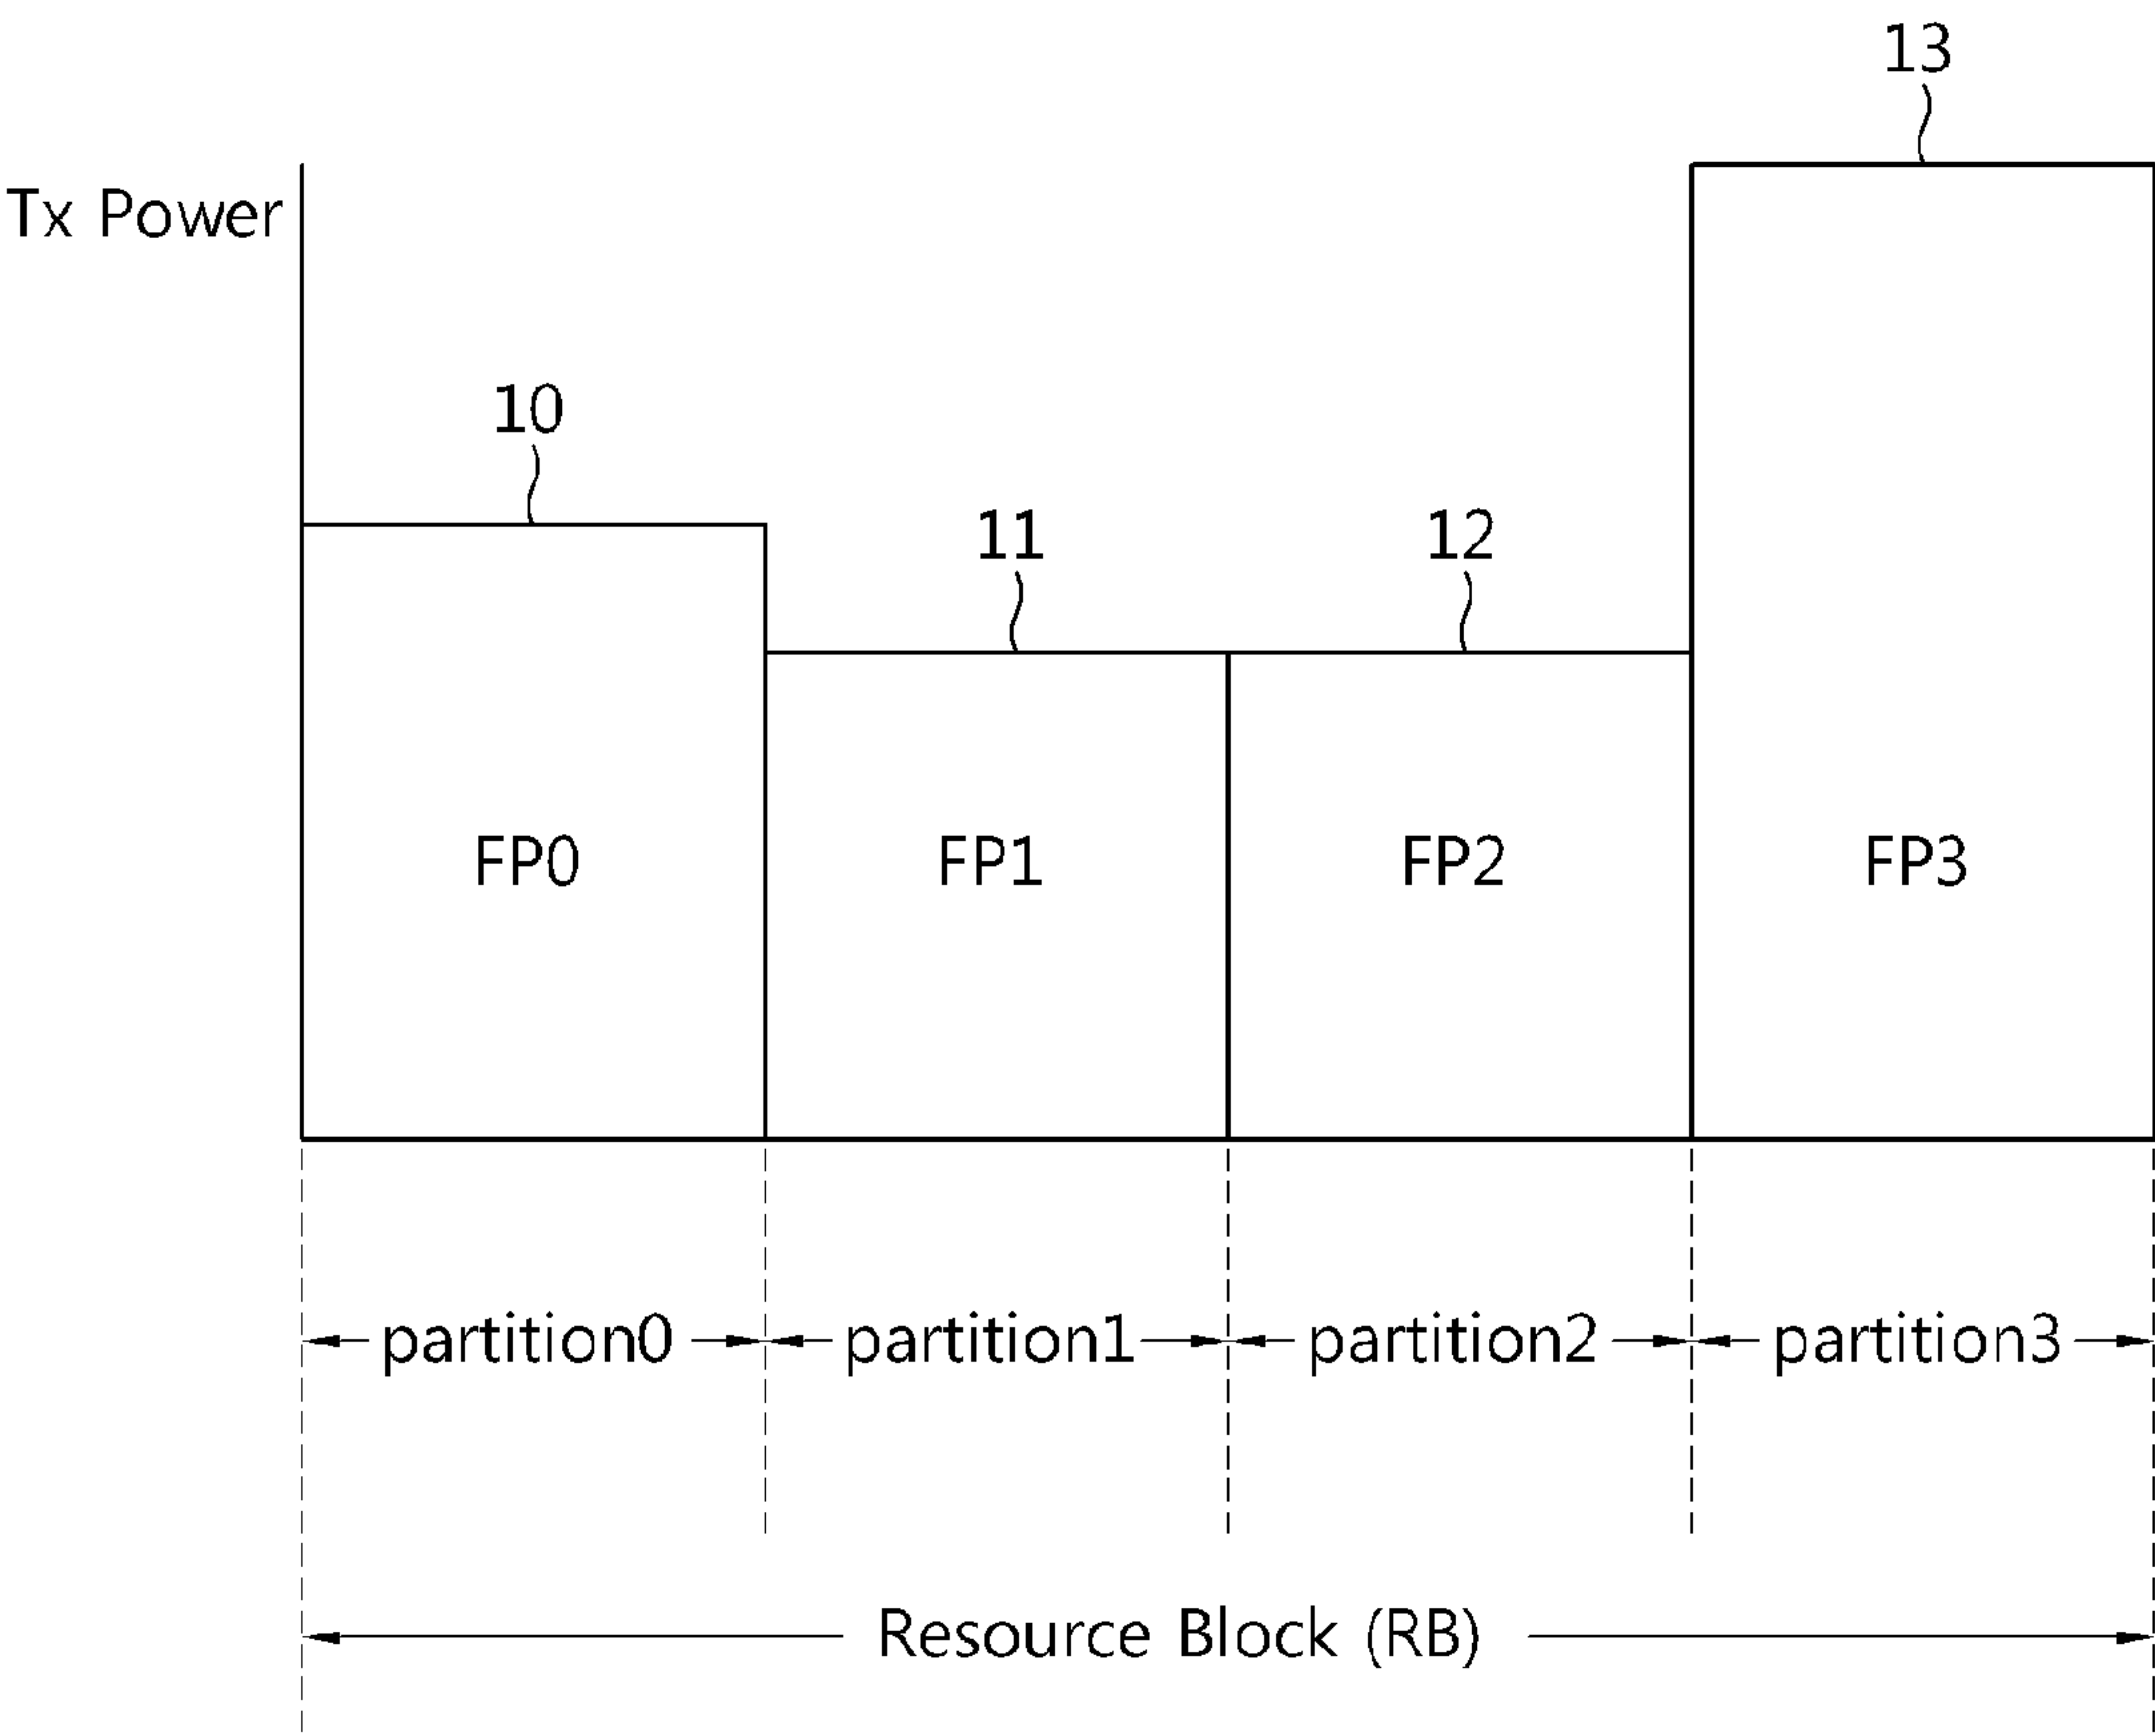 13
Tx Power
10
11
12
FP0
FP1
FP2
FP3
partition0
partition1
partition2
partition3
Resource Block (RB)